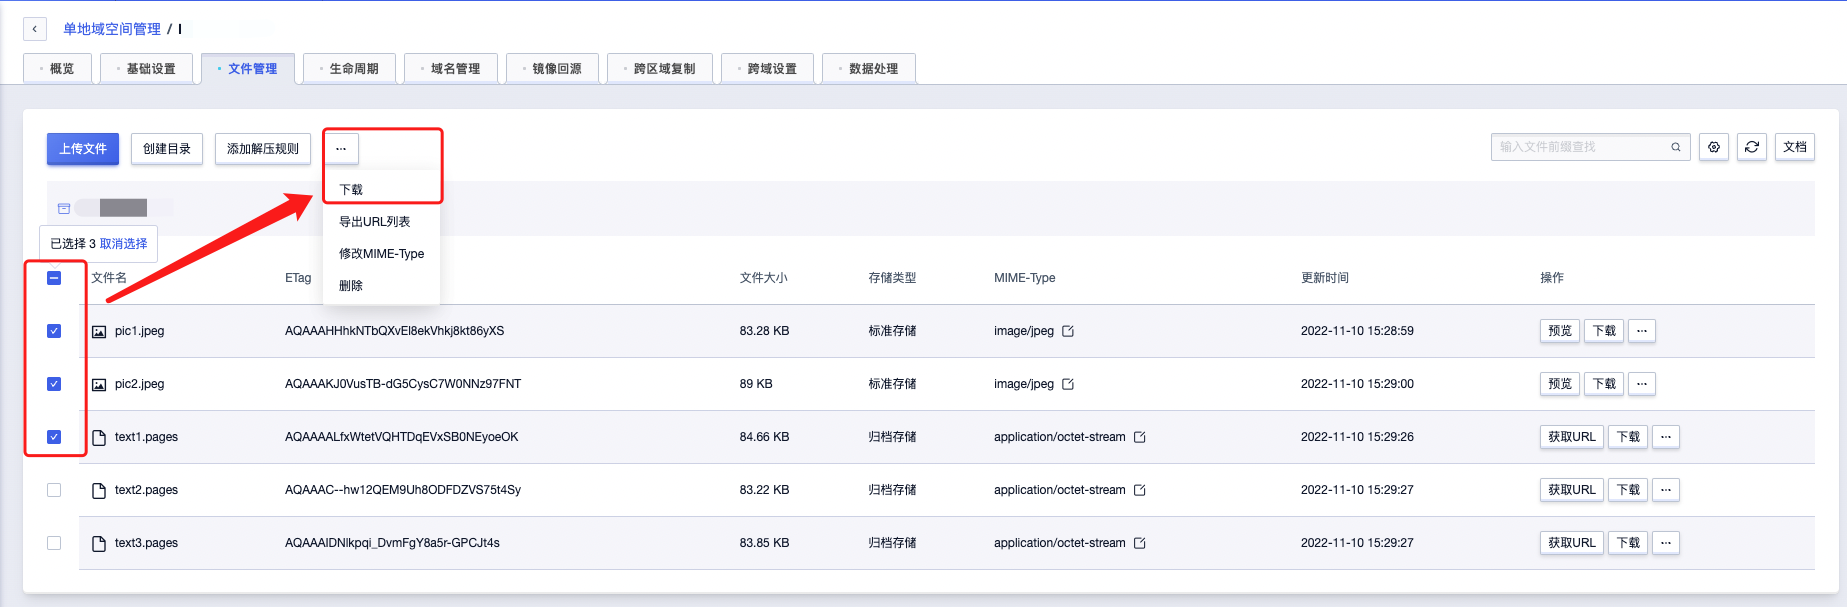 单地域空间管理 /
概览 基础设置 文件管理 生命周期 域名管理 镜像回源 跨区域复制 跨域设置 数据处理
上传文件 创建目录 添加解压规则 ... 输入文件前缀查找 文档
下载
导出URL列表
修改MIME-Type
删除
已选择 3 取消选择
文件名 ETag 文件大小 存储类型 MIME-Type 更新时间 操作
pic1.jpeg AQAAAHHhkNTbQXvEl8ekVhkj8kt86yXS 83.28 KB 标准存储 image/jpeg 2022-11-10 15:28:59 预览 下载 ...
pic2.jpeg AQAAAKJ0VusTB-dG5CysC7W0NNz97FNT 89 KB 标准存储 image/jpeg 2022-11-10 15:29:00 预览 下载 ...
text1.pages AQAAAALfxWtetVQHTDqEVxSB0NEyoeOK 84.66 KB 归档存储 application/octet-stream 2022-11-10 15:29:26 获取URL 下载 ...
text2.pages AQAAAC--hw12QEM9Uh8ODFDZVS75t4Sy 83.22 KB 归档存储 application/octet-stream 2022-11-10 15:29:27 获取URL 下载 ...
text3.pages AQAAAIDNlkpqi_DvmFgY8a5r-GPCJt4s 83.85 KB 归档存储 application/octet-stream 2022-11-10 15:29:27 获取URL 下载 ...